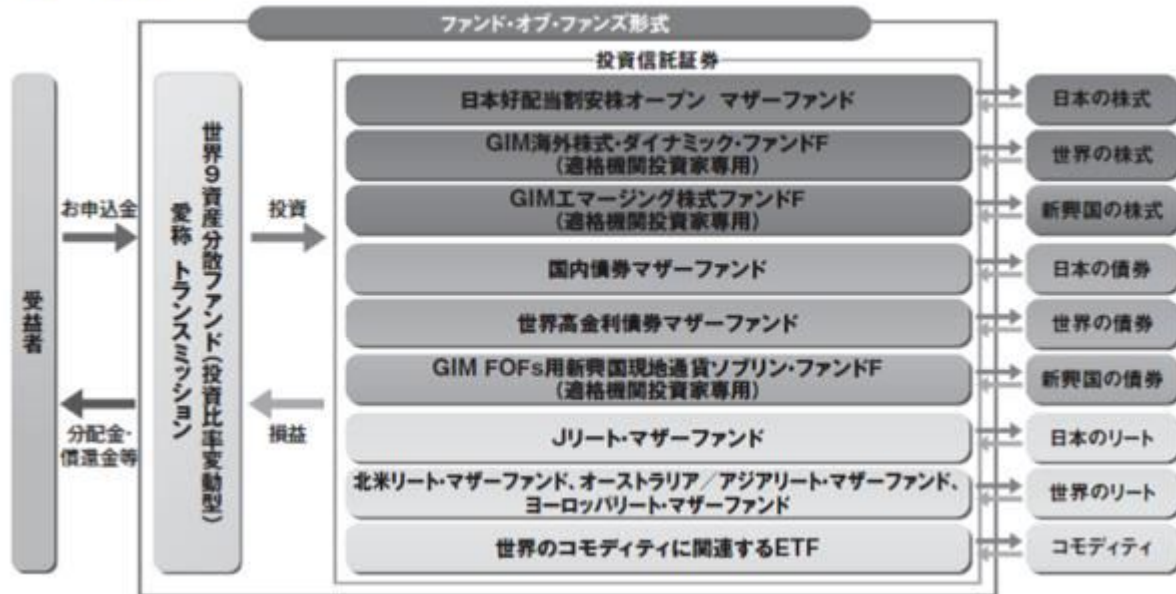 ファンド・オブ・ファンズ形式
投資信託証券
受益者
お申込金
分配金・
償還金等
世界9資産分散ファンド(投資比率変動型)
愛称 トランスミッション
投資
損益
日本好配当割安株オープン マザーファンド
日本の株式
GIM海外株式・ダイナミック・ファンドF
(適格機関投資家専用)
世界の株式
GIMエマージング株式ファンドF
(適格機関投資家専用)
新興国の株式
国内債券マザーファンド
日本の債券
世界高金利債券マザーファンド
世界の債券
GIM FOFs用新興国現地通貨ソブリン・ファンドF
(適格機関投資家専用)
新興国の債券
Jリート・マザーファンド
日本のリート
北米リート・マザーファンド、オーストラリア/アジアリート・マザーファンド、
ヨーロッパリート・マザーファンド
世界のリート
世界のコモディティに関連するETF
コモディティ